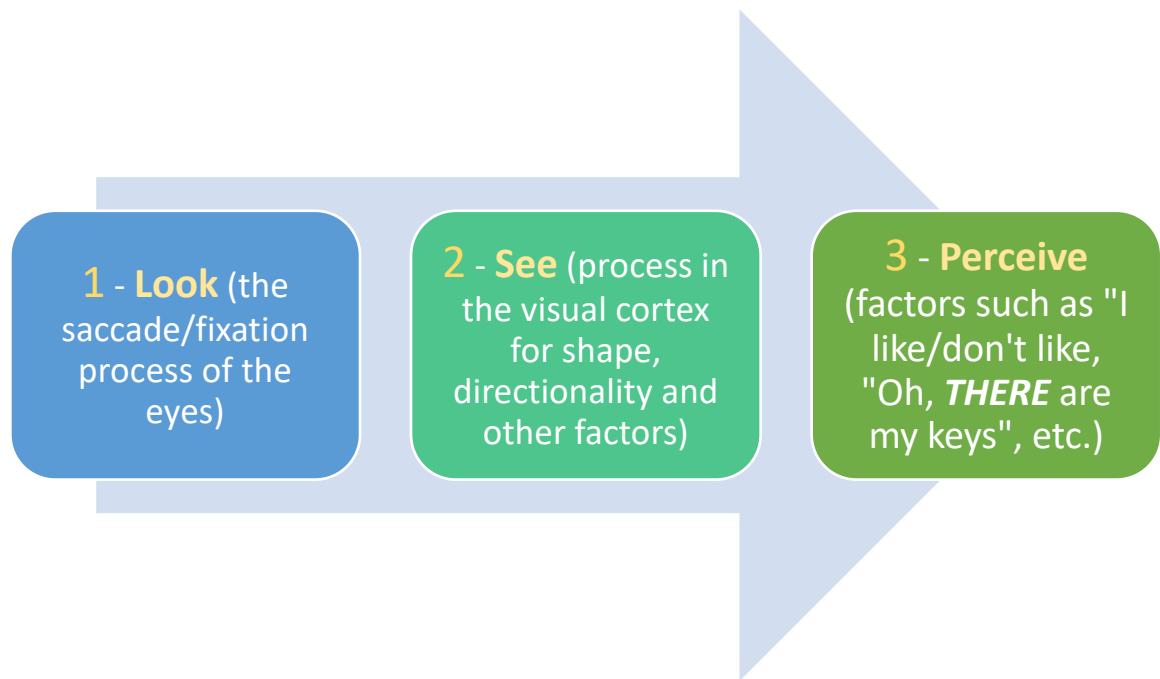 1 - Look (the
saccade/fixation
process of the
eyes)
2 - See (process in
the visual cortex
for shape,
directionality and
other factors)
3 - Perceive
(factors such as "I
like/don't like,
"Oh, THERE are
my keys", etc.)